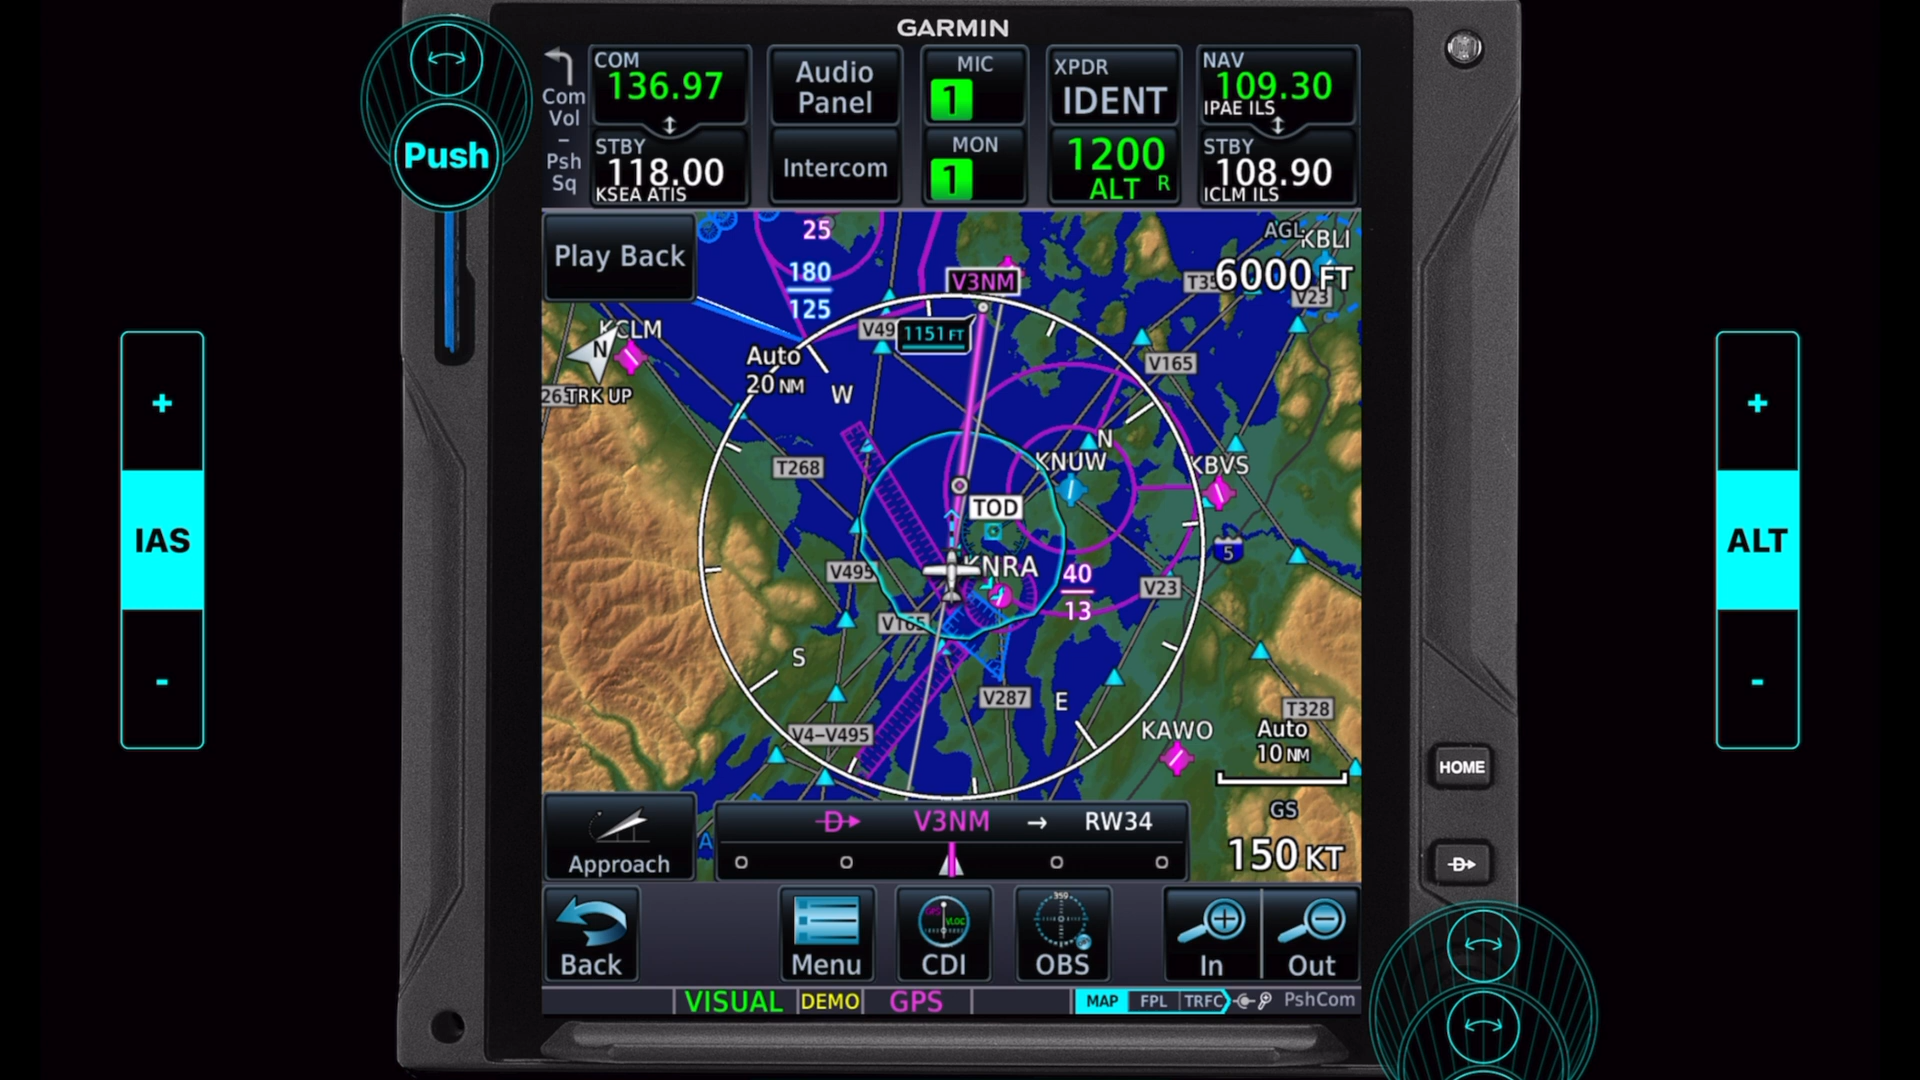 GARMIN
Com
Vol
–
Psh
Sq
COM
136.97
STBY
118.00
KSEA ATIS
Audio
Panel
Intercom
MIC
1
MON
1
XPDR
IDENT
1200
ALT R
NAV
109.30
IPAE ILS
STBY
108.90
ICLM ILS
Push
Play Back
25
180
125
V3NM
AGL
KBLI
6000 FT
V23
KCLM
N
TRK UP
V49
1151 FT
Auto
20 NM
W
V165
N
T268
KNUW
KBVS
TOD
5
V495
KNRA
40
13
V23
V165
S
V287
E
T328
V4-V495
KAWO
Auto
10 NM
GS
150 KT
+
IAS
-
+
ALT
-
HOME
D
Approach
D
V3NM → RW34
Back
Menu
GPS
VLOC
CDI
359
OBS
In
Out
VISUAL
DEMO
GPS
MAP
FPL
TRFC
PshCom